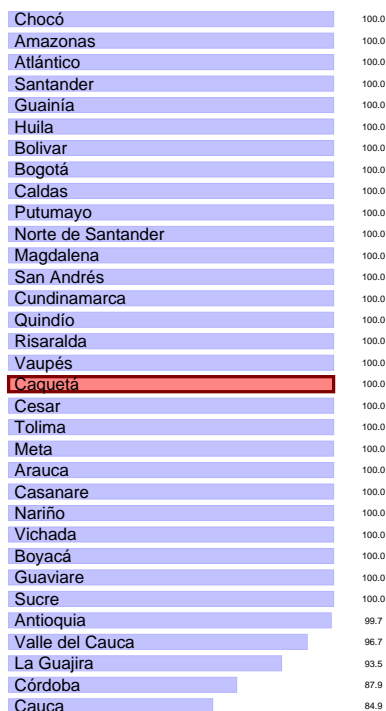 Chocó 100.0
Amazonas 100.0
Atlántico 100.0
Santander 100.0
Guainía 100.0
Huila 100.0
Bolivar 100.0
Bogotá 100.0
Caldas 100.0
Putumayo 100.0
Norte de Santander 100.0
Magdalena 100.0
San Andrés 100.0
Cundinamarca 100.0
Quindío 100.0
Risaralda 100.0
Vaupés 100.0
Caquetá 100.0
Cesar 100.0
Tolima 100.0
Meta 100.0
Arauca 100.0
Casanare 100.0
Nariño 100.0
Vichada 100.0
Boyacá 100.0
Guaviare 100.0
Sucre 100.0
Antioquia 99.7
Valle del Cauca 96.7
La Guajira 93.5
Córdoba 87.9
Cauca 84.9